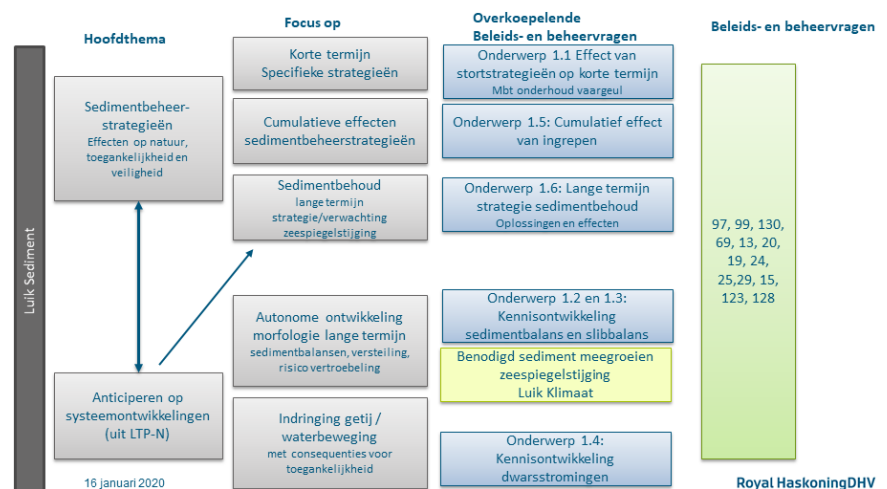 Hoofdthema
Focus op
Overkoepelende
Beleids- en beheervragen
Beleids- en beheervragen
Luik Sediment
Sedimentbeheer-
strategieën
Effecten op natuur,
toegankelijkheid en
veiligheid
Anticiperen op
systeemontwikkelingen
(uit LTP-N)
Korte termijn
Specifieke strategieën
Cumulatieve effecten
sedimentbeheerstrategieën
Sedimentbehoud
lange termijn
strategie/verwachting
zeespiegelstijging
Autonome ontwikkeling
morfologie lange termijn
sedimentbalansen, versteiling,
risico vertroebeling
Indringing getij /
waterbeweging
met consequenties voor
toegankelijkheid
Onderwerp 1.1 Effect van
stortstrategieën op korte termijn
Mbt onderhoud vaargeul
Onderwerp 1.5: Cumulatief effect
van ingrepen
Onderwerp 1.6: Lange termijn
strategie sedimentbehoud
Oplossingen en effecten
Onderwerp 1.2 en 1.3:
Kennisontwikkeling
sedimentbalans en slibbalans
Benodigd sediment meegroeien
zeespiegelstijging
Luik Klimaat
Onderwerp 1.4:
Kennisontwikkeling
dwarsstromingen
97, 99, 130,
69, 13, 20,
19, 24,
25,29, 15,
123, 128
16 januari 2020
Royal HaskoningDHV